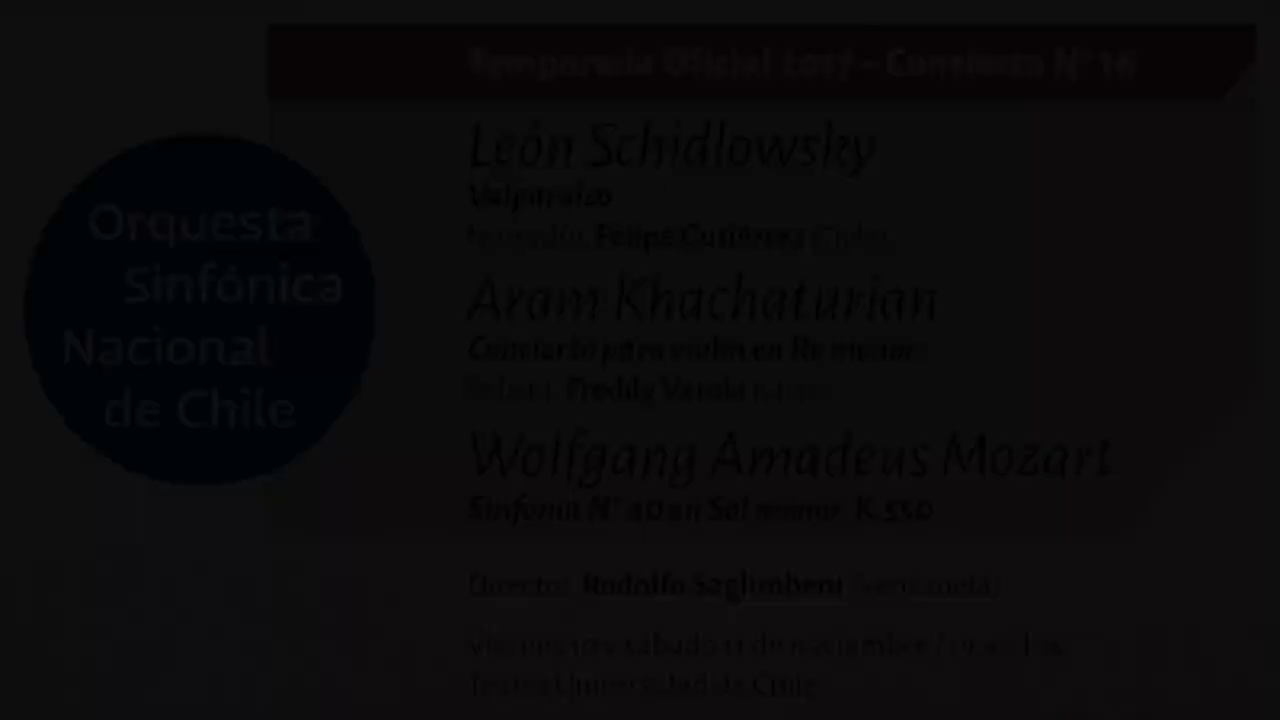 Temporada Oficial 2017 – Concierto N° 16
León Schidlowsky
Valparaíso
Narrador: Felipe Gutiérrez
Aram Khachaturian
Concierto para violín en Re menor
Freddy Varela
Wolfgang Amadeus Mozart
Sinfonía N° 40 en Sol menor, K.550
Director: Rodolfo Saglimbeni (Venezuela)
Viernes 10 y sábado 11 de noviembre /
Teatro Universidad de Chile
Orquesta
Sinfónica
Nacional
de Chile